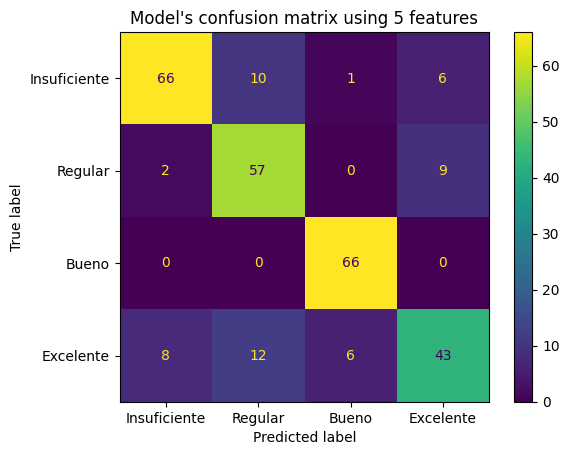 Model's confusion matrix using 5 features
Insuficiente 66 10 1 6
Regular 2 57 0 9
Bueno 0 0 66 0
Excelente 8 12 6 43
Insuficiente Regular Bueno Excelente
Predicted label
True label
60
50
40
30
20
10
0